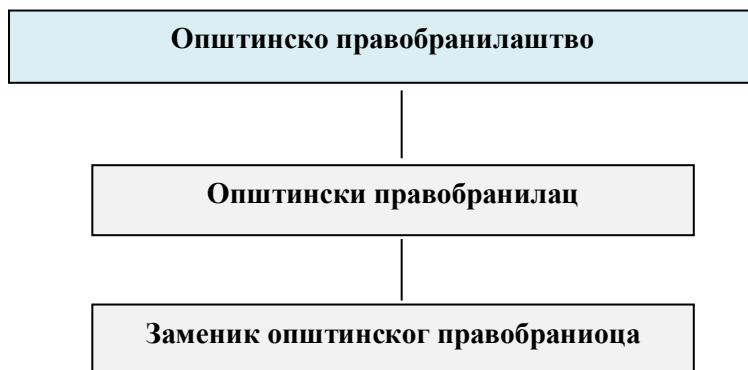 Општинско правобранилаштво
Општински правобранилац
Заменик општинског правобраниоца